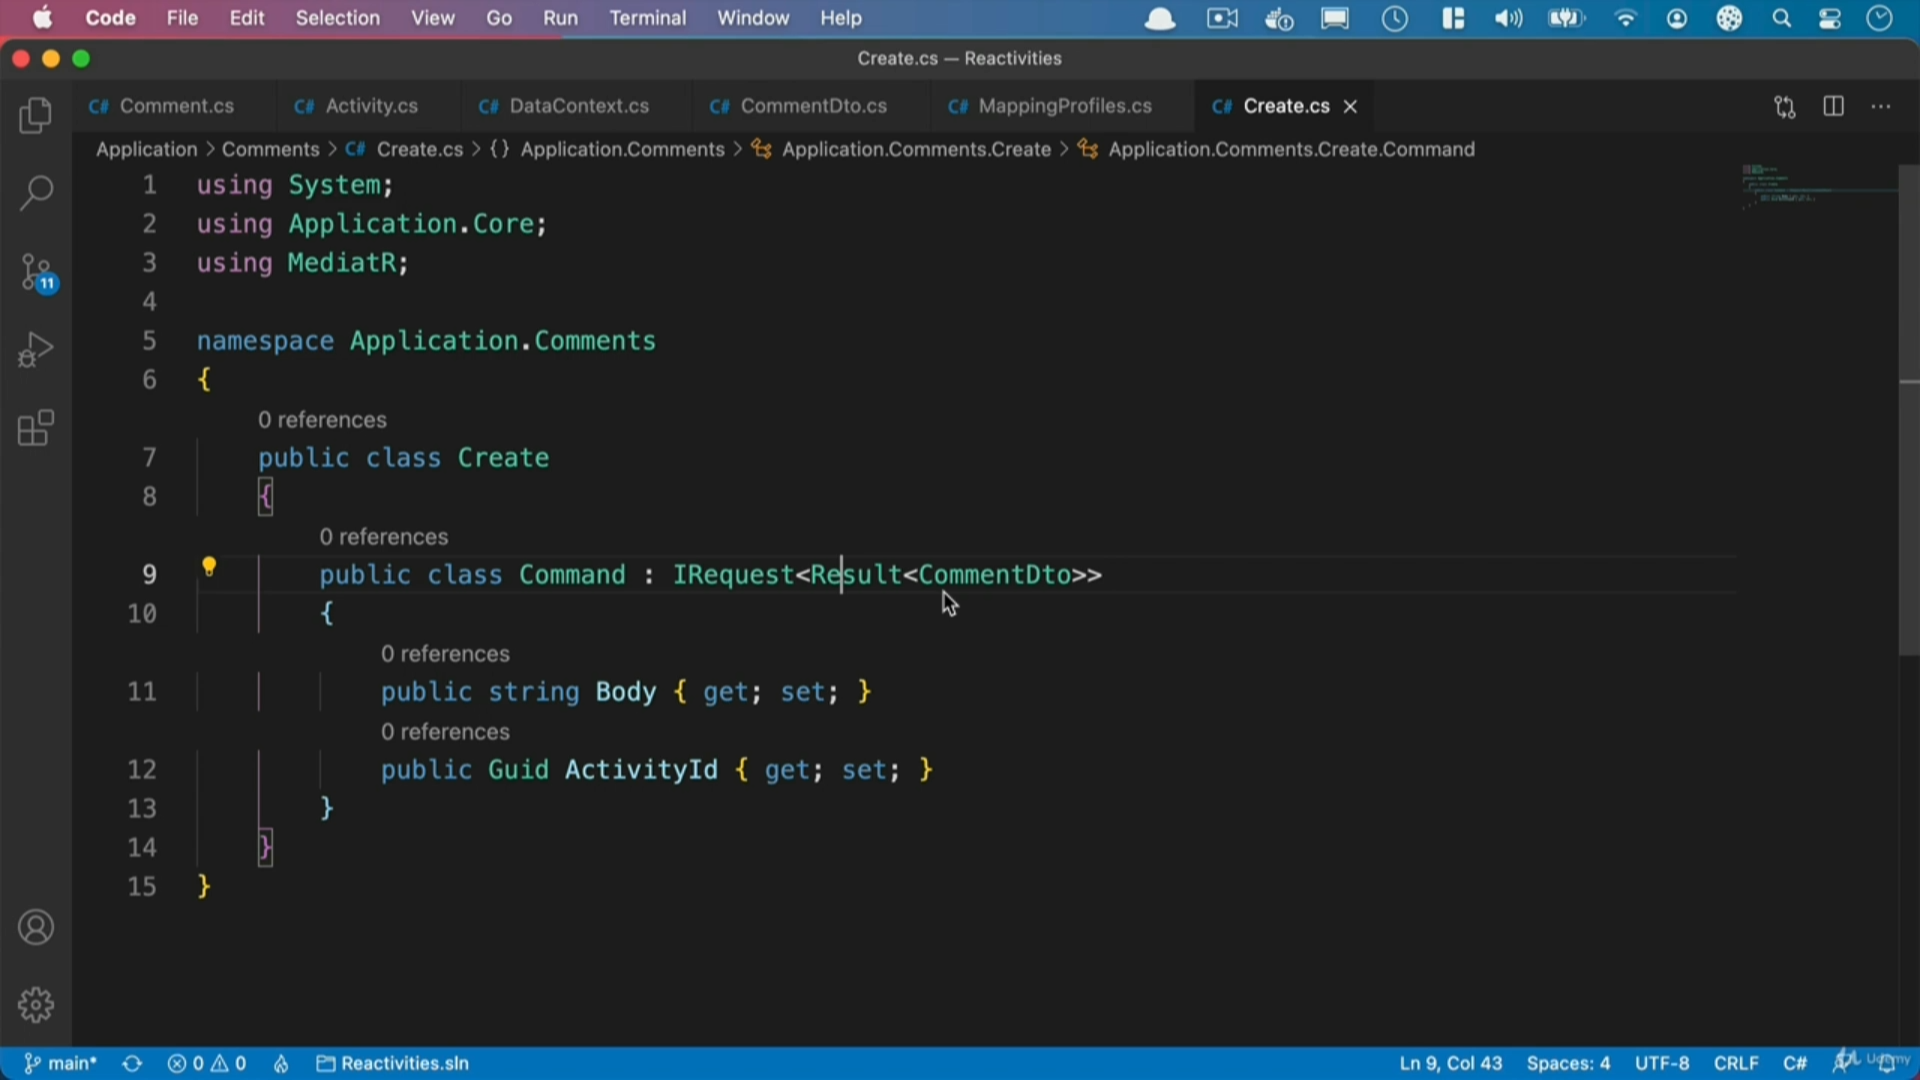 Code File Edit Selection View Go Run Terminal Window Help
Create.cs — Reactivities
C# Comment.cs C# Activity.cs C# DataContext.cs C# CommentDto.cs C# MappingProfiles.cs C# Create.cs
Application > Comments > C# Create.cs > {} Application.Comments > Application.Comments.Create > Application.Comments.Create.Command
1 using System;
2 using Application.Core;
3 using MediatR;
4
5 namespace Application.Comments
6 {
0 references
7 public class Create
8 {
0 references
9 public class Command : IRequest<Result<CommentDto>>
10 {
0 references
11 public string Body { get; set; }
0 references
12 public Guid ActivityId { get; set; }
13 }
14 }
15 }
11
main* 0 0 Reactivities.sln Ln 9, Col 43 Spaces: 4 UTF-8 CRLF C#
Udemy